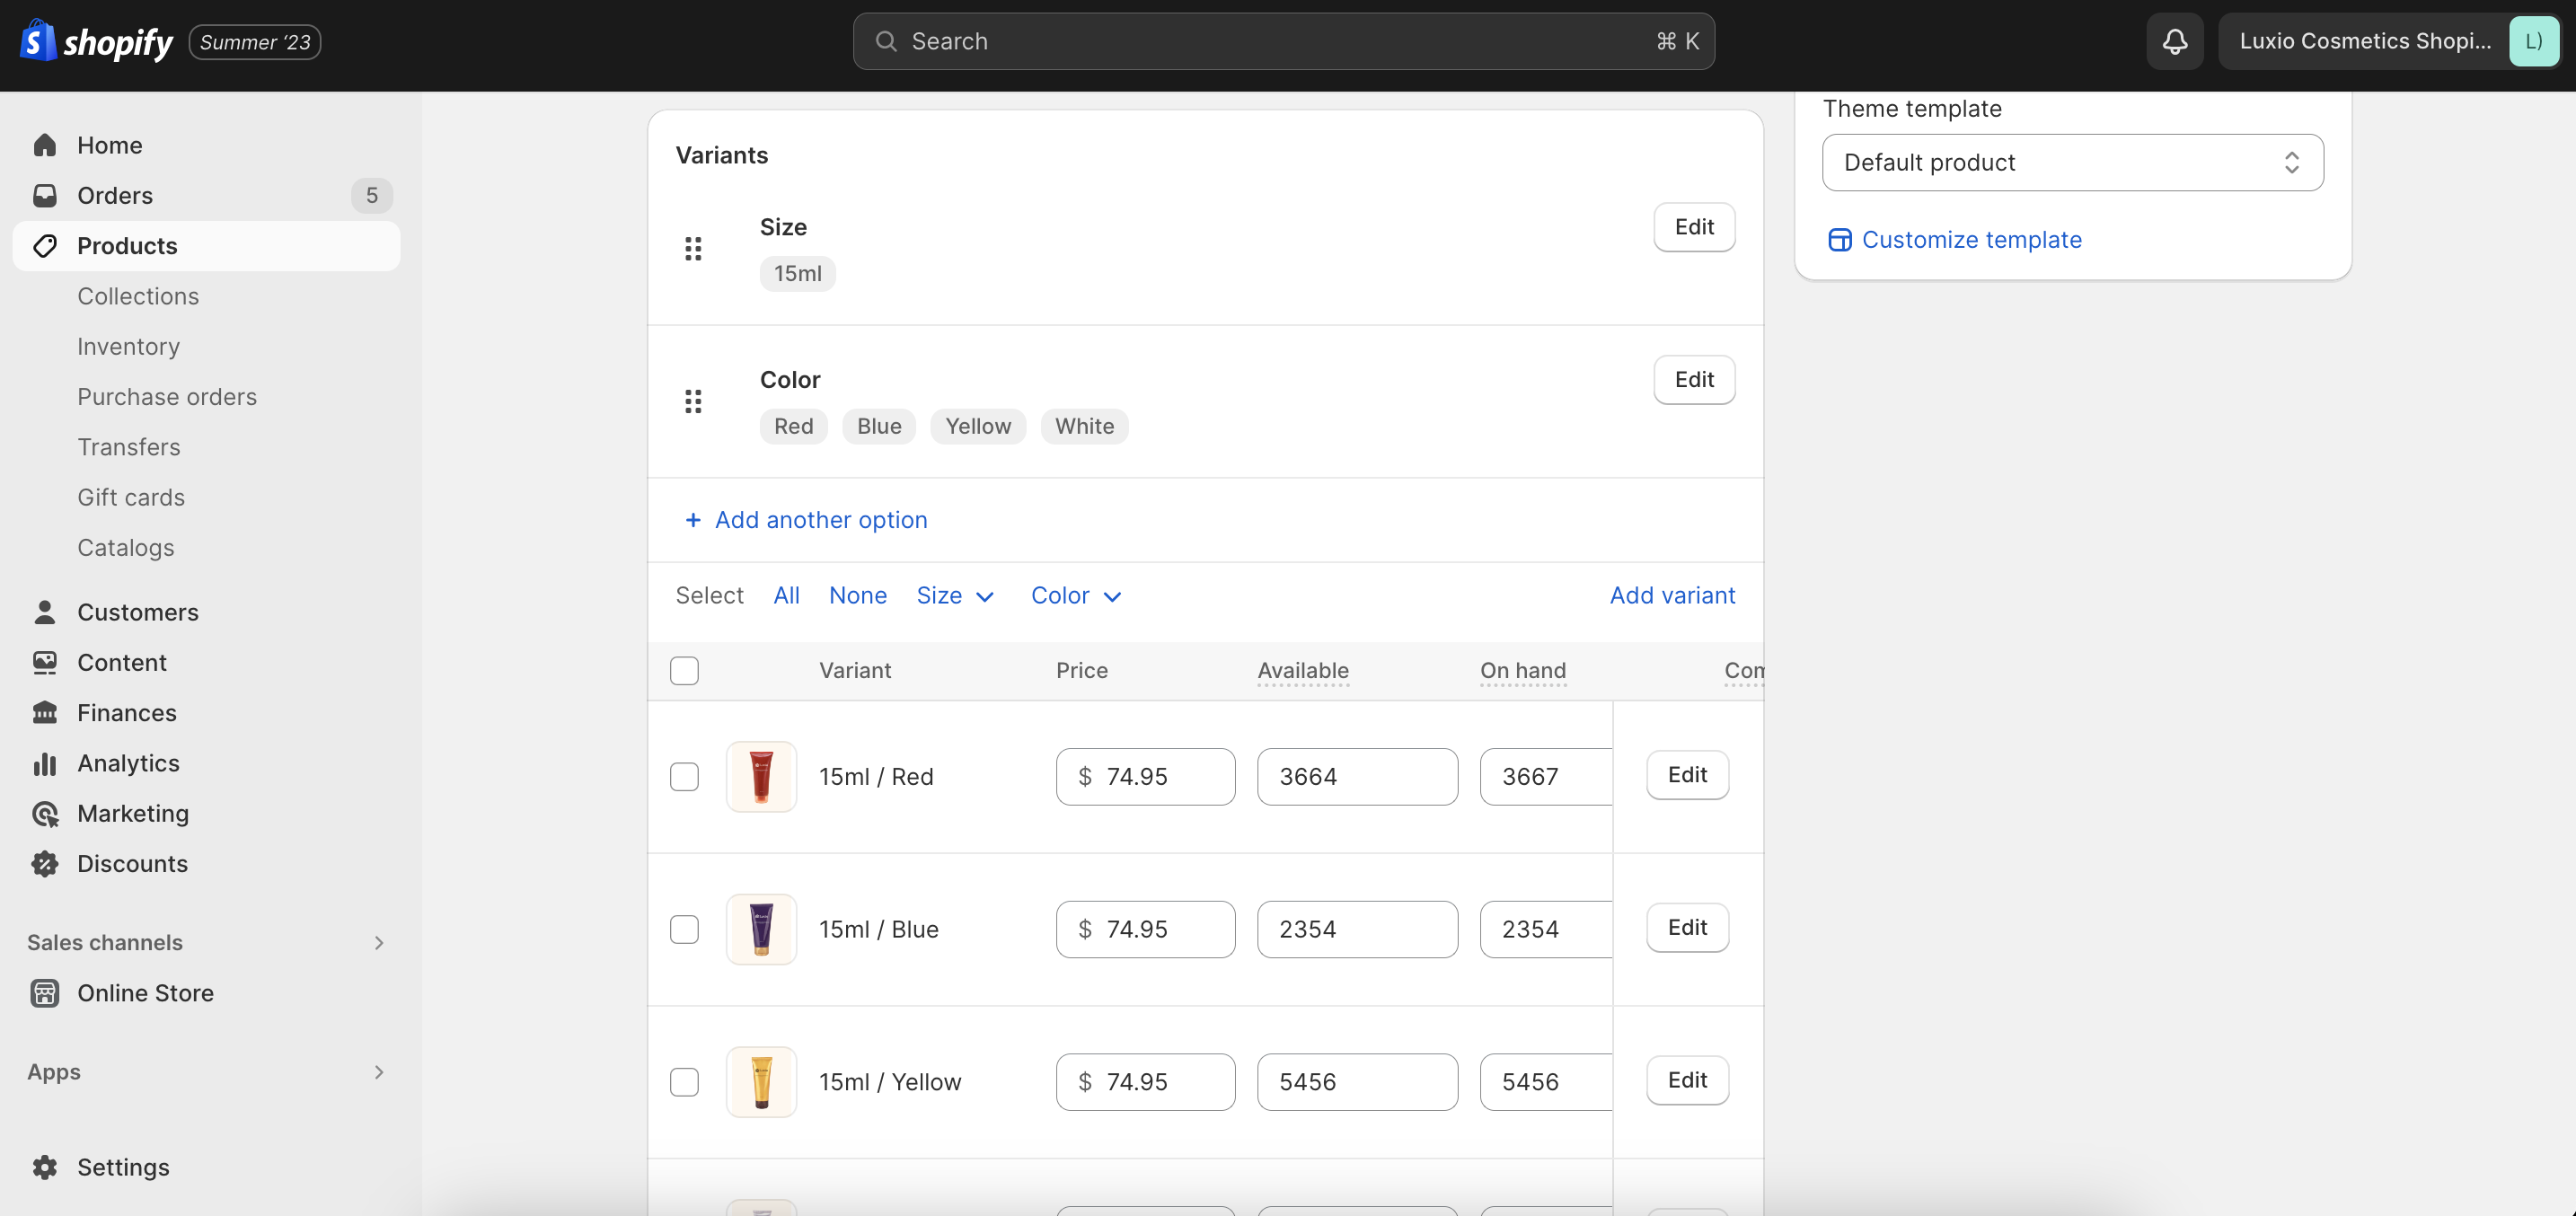 shopify Summer ‘23
Search ⌘ K
Luxio Cosmetics Shopi... L)
Home
Orders 5
Products
Collections
Inventory
Purchase orders
Transfers
Gift cards
Catalogs
Customers
Content
Finances
Analytics
Marketing
Discounts
Sales channels
Online Store
Apps
Settings
Variants
Size Edit
15ml
Color Edit
Red Blue Yellow White
+ Add another option
Select All None Size Color Add variant
Variant Price Available On hand Com
15ml / Red $ 74.95 3664 3667 Edit
15ml / Blue $ 74.95 2354 2354 Edit
15ml / Yellow $ 74.95 5456 5456 Edit
Theme template
Default product
Customize template